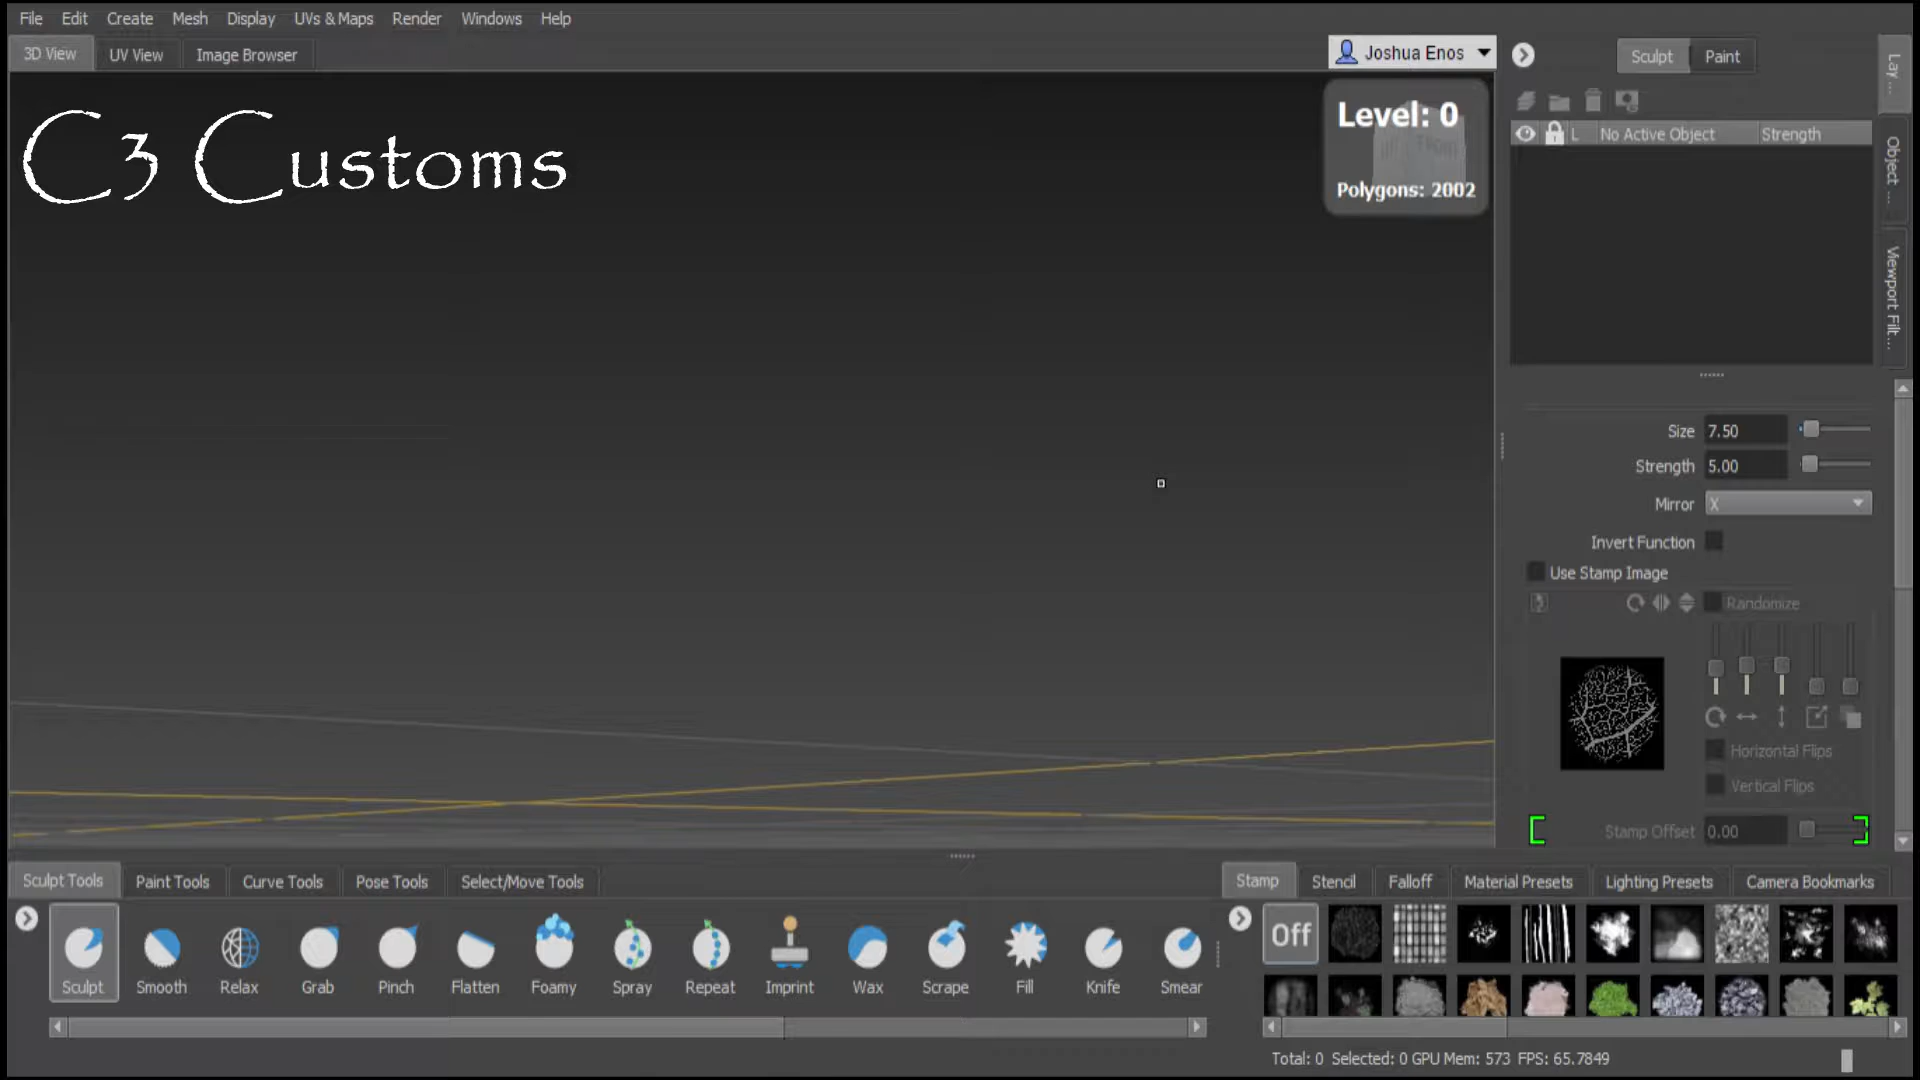 File Edit Create Mesh Display UVs & Maps Render Windows Help
3D View UV View Image Browser
Joshua Enos
Sculpt Paint
Lay...
Object ...
Viewport Filt...
C3 Customs
Level: 0
Polygons: 2002
L No Active Object Strength
Size 7.50
Strength 5.00
Mirror X
Invert Function
Use Stamp Image
Randomize
Horizontal Flips
Vertical Flips
Stamp Offset 0.00
Sculpt Tools Paint Tools Curve Tools Pose Tools Select/Move Tools
Stamp Stencil Falloff Material Presets Lighting Presets Camera Bookmarks
Off
Sculpt Smooth Relax Grab Pinch Flatten Foamy Spray Repeat Imprint Wax Scrape Fill Knife Smear
Total: 0 Selected: 0 GPU Mem: 573 FPS: 65.7849